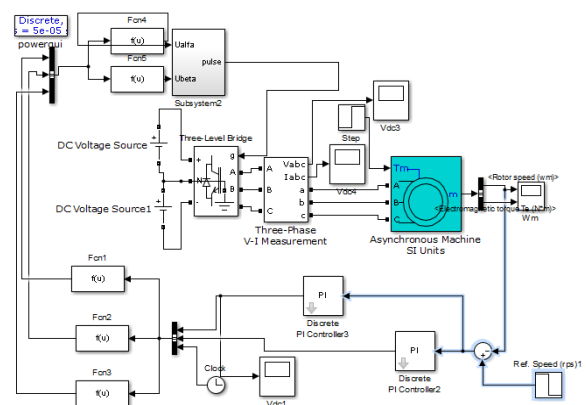 Discrete,
s = 5e-05 s
powergui
Fcn4
f(u)
Fcn5
f(u)
Ualfa
pulse
Ubeta
Subsystem2
DC Voltage Source
DC Voltage Source1
Three-Level Bridge
g
+
A
N
B
-
C
A
B
C
Vabc
Iabc
a
b
c
Three-Phase
V-I Measurement
Vdc3
Step
Vdc4
Tm
A
B
C
m
Asynchronous Machine
SI Units
<Rotor speed (wm)>
<Electromagnetic torque Te (N*m)>
Wm
Fcn1
f(u)
Fcn2
f(u)
Fcn3
f(u)
PI
Discrete
PI Controller3
PI
Discrete
PI Controller2
Clock
Vdc1
Ref. Speed (rps)1